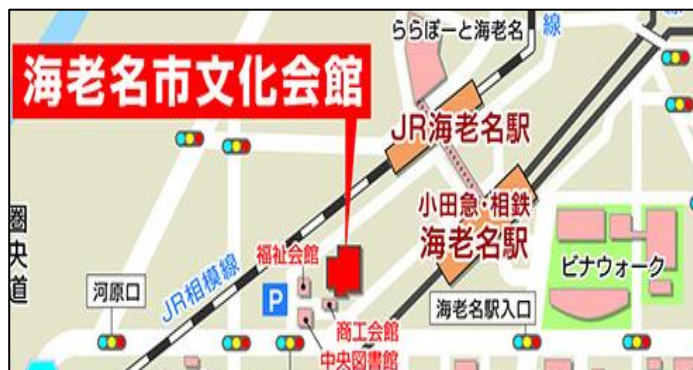 線
線
ららぽーと海老名
海老名市文化会館
JR海老名駅
小田急・相鉄
海老名駅
圏央道
福祉会館
ビナウォーク
JR相模線
河原口
P
海老名駅入口
商工会館
中央図書館